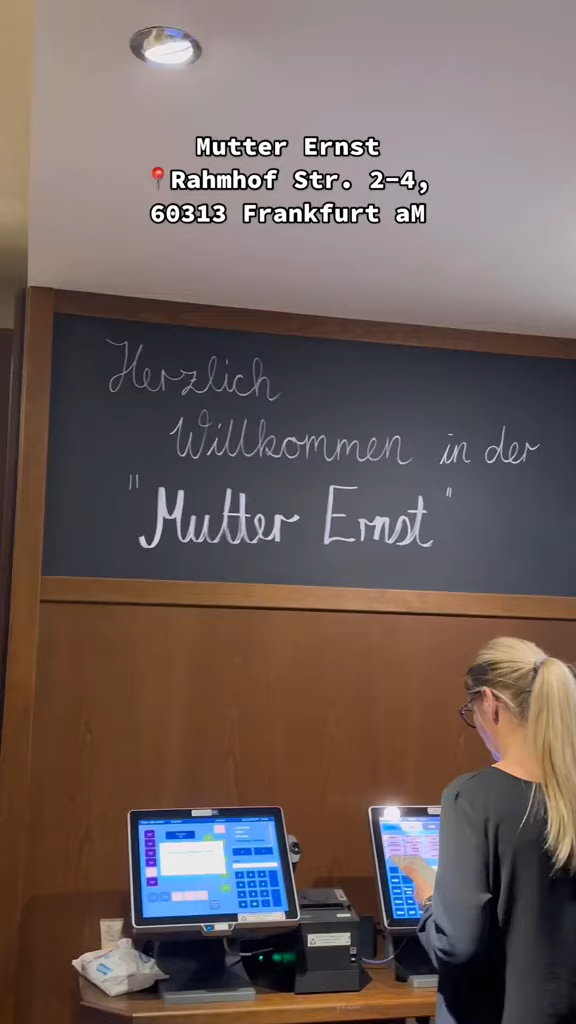 Mutter Ernst
📍Rahmhof Str. 2-4,
60313 Frankfurt aM
Herzlich
Willkommen in der
"Mutter Ernst"